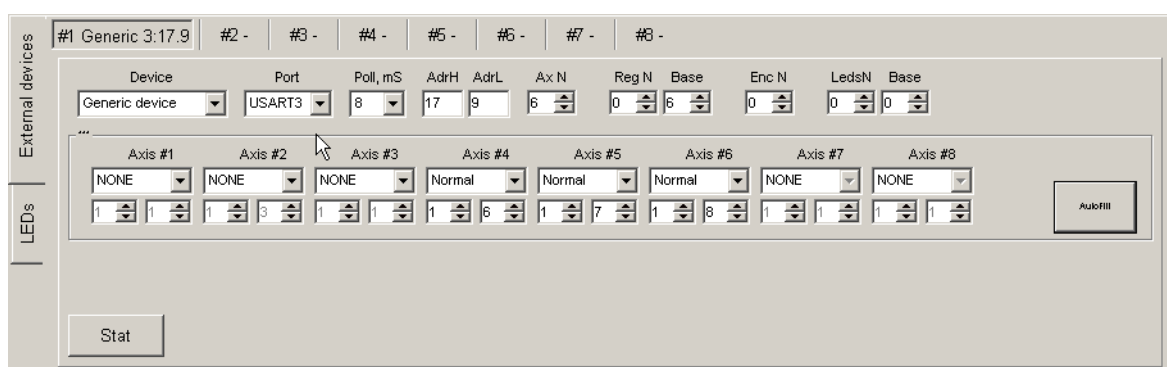 External devices
LEDs
#1 Generic 3:17.9 #2 - #3 - #4 - #5 - #6 - #7 - #8 -
Device Port Poll, mS AdrH AdrL Ax N Reg N Base Enc N LedsN Base
Generic device USART3 8 17 9 6 0 6 0 0 0
...
Axis #1 Axis #2 Axis #3 Axis #4 Axis #5 Axis #6 Axis #7 Axis #8
NONE NONE NONE Normal Normal Normal NONE NONE
1 1 1 3 1 1 1 6 1 7 1 8 1 1 1 1
AutoFill
Stat